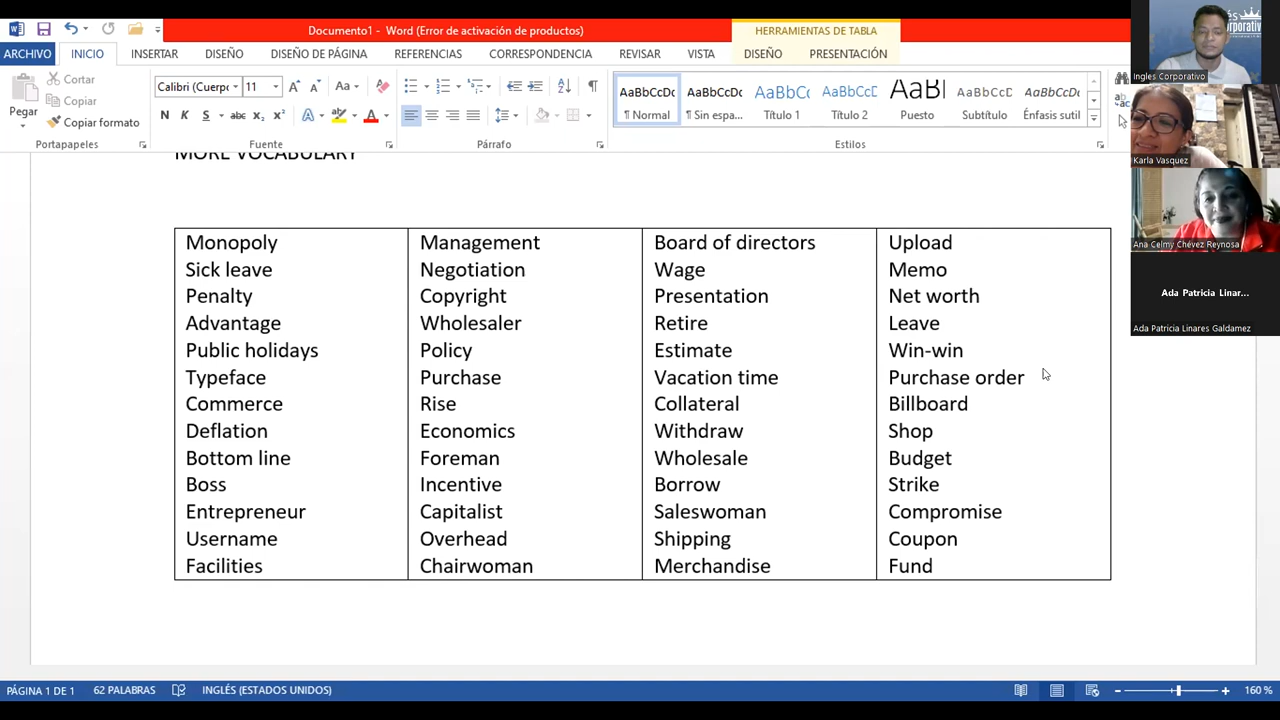 Documento1 - Word (Error de activación de productos)
HERRAMIENTAS DE TABLA
ARCHIVO INICIO INSERTAR DISEÑO DISEÑO DE PÁGINA REFERENCIAS CORRESPONDENCIA REVISAR VISTA DISEÑO PRESENTACIÓN
Pegar
Cortar
Copiar
Copiar formato
Portapapeles
Calibri (Cuerpo 11
N K S abc x₂ x²
Fuente
Párrafo
AaBbCcDc AaBbCcDc AaBbCc AaBbCcD AaBbI AaBbCcD AaBbCcDc
¶ Normal ¶ Sin espa... Título 1 Título 2 Puesto Subtítulo Énfasis sutil
Estilos
Ingles Corporativo
Karla Vasquez
Ana Celmy Chévez Reynosa
Ada Patricia Linar...
Ada Patricia Linares Galdamez
MORE VOCABULARY
Monopoly
Sick leave
Penalty
Advantage
Public holidays
Typeface
Commerce
Deflation
Bottom line
Boss
Entrepreneur
Username
Facilities
Management
Negotiation
Copyright
Wholesaler
Policy
Purchase
Rise
Economics
Foreman
Incentive
Capitalist
Overhead
Chairwoman
Board of directors
Wage
Presentation
Retire
Estimate
Vacation time
Collateral
Withdraw
Wholesale
Borrow
Saleswoman
Shipping
Merchandise
Upload
Memo
Net worth
Leave
Win-win
Purchase order
Billboard
Shop
Budget
Strike
Compromise
Coupon
Fund
PÁGINA 1 DE 1 62 PALABRAS INGLÉS (ESTADOS UNIDOS) 160 %